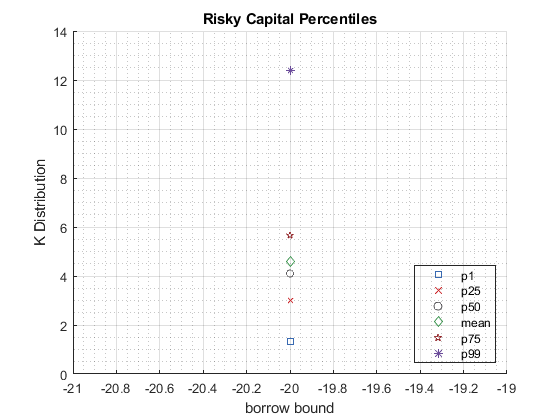 Risky Capital Percentiles
14
12
10
8
6
4
2
0
K Distribution
p1
p25
p50
mean
p75
p99
-21 -20.8 -20.6 -20.4 -20.2 -20 -19.8 -19.6 -19.4 -19.2 -19
borrow bound